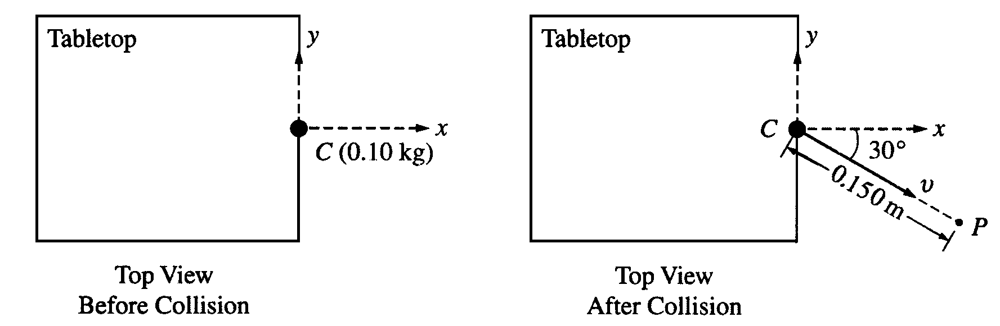 Tabletop
y
x
C (0.10 kg)
Top View
Before Collision
Tabletop
y
C
x
30°
0.150 m
υ
P
Top View
After Collision